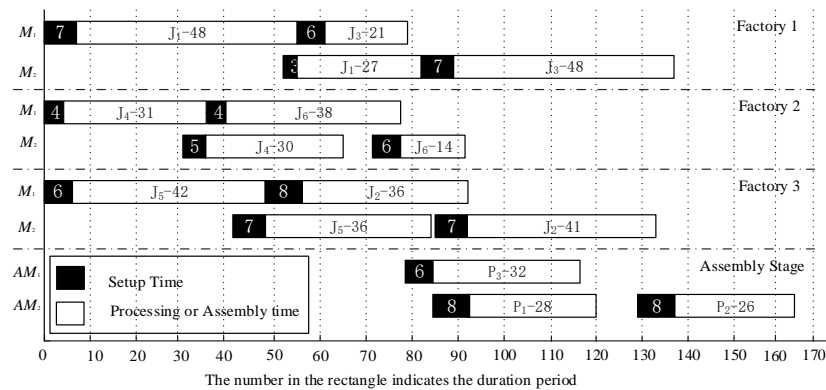 M₁ 7 J₁-48 6 J₃-21 Factory 1
M₂ 3 J₁-27 7 J₃-48
M₁ 4 J₄-31 4 J₆-38 Factory 2
M₂ 5 J₄-30 6 J₆-14
M₁ 6 J₅-42 8 J₂-36 Factory 3
M₂ 7 J₅-36 7 J₂-41
AM₁ 6 P₃-32 Assembly Stage
AM₂ 8 P₁-28 8 P₂-26
Setup Time
Processing or Assembly time
0 10 20 30 40 50 60 70 80 90 100 110 120 130 140 150 160 170
The number in the rectangle indicates the duration period